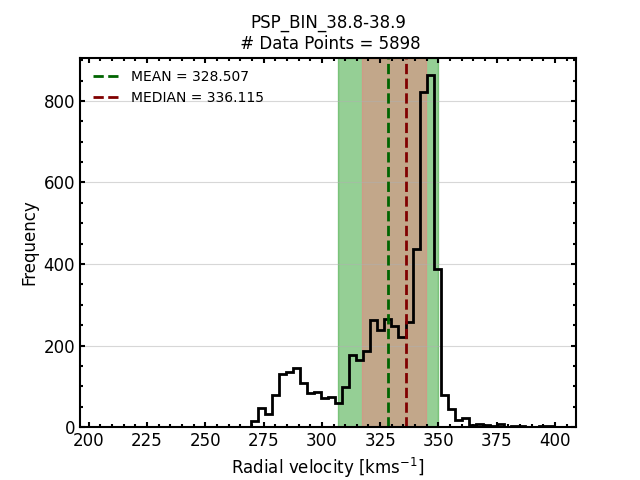 PSP_BIN_38.8-38.9
# Data Points = 5898
MEAN = 328.507
MEDIAN = 336.115
Frequency
800
600
400
200
0
200 225 250 275 300 325 350 375 400
Radial velocity [kms⁻¹]